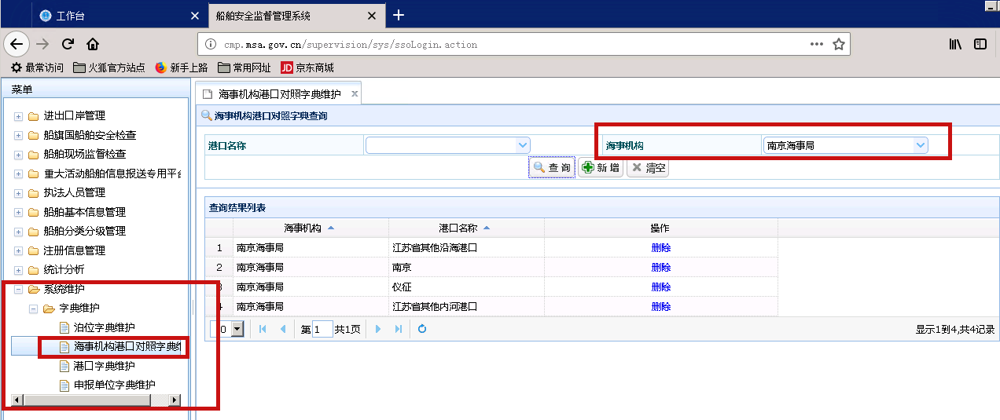 工作台
船舶安全监督管理系统
cmp.msa.gov.cn/supervision/sys/ssoLogin.action
最常访问 火狐官方站点 新手上路 常用网址 JD 京东商城
菜单
进出口岸管理
船旗国船舶安全检查
船舶现场监督检查
重大活动船舶信息报送专用平台
执法人员管理
船舶基本信息管理
船舶分类分级管理
注册信息管理
统计分析
系统维护
字典维护
泊位字典维护
海事机构港口对照字典维
港口字典维护
申报单位字典维护
海事机构港口对照字典维护
海事机构港口对照字典查询
港口名称 海事机构 南京海事局
查询 新增 清空
查询结果列表
海事机构 港口名称 操作
1 南京海事局 江苏省其他沿海港口 删除
2 南京海事局 南京 删除
3 南京海事局 仪征 删除
4 南京海事局 江苏省其他内河港口 删除
0 第 1 共1页 显示1到4,共4记录